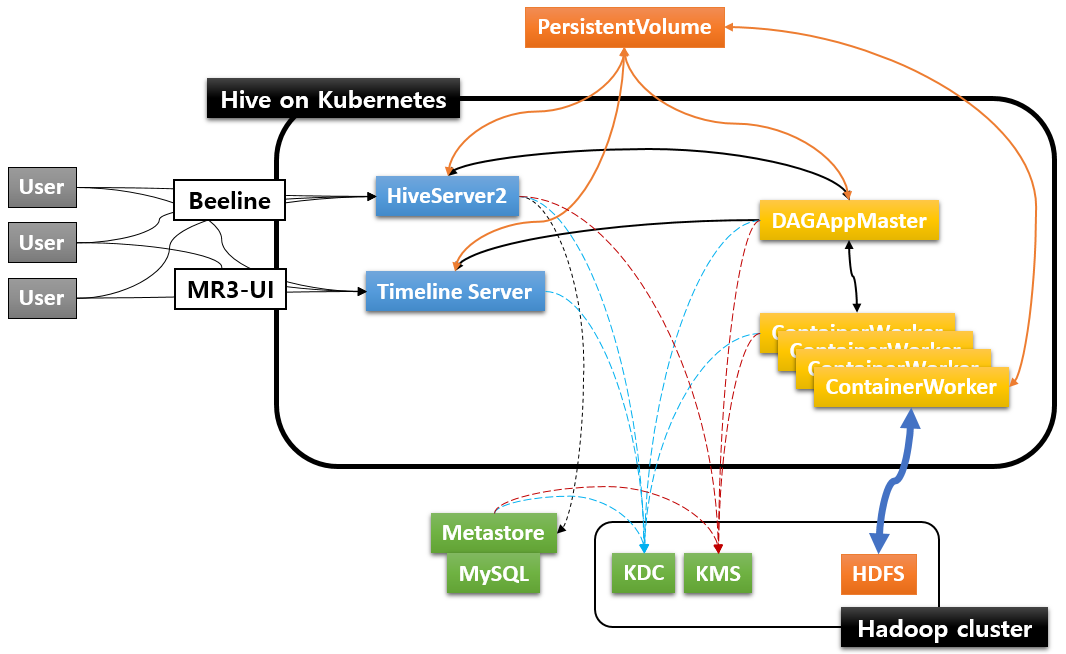 PersistentVolume
Hive on Kubernetes
User
Beeline
HiveServer2
DAGAppMaster
User
MR3-UI
Timeline Server
User
ContainerWorker
ContainerWorker
ContainerWorker
ContainerWorker
Metastore
MySQL
KDC
KMS
HDFS
Hadoop cluster